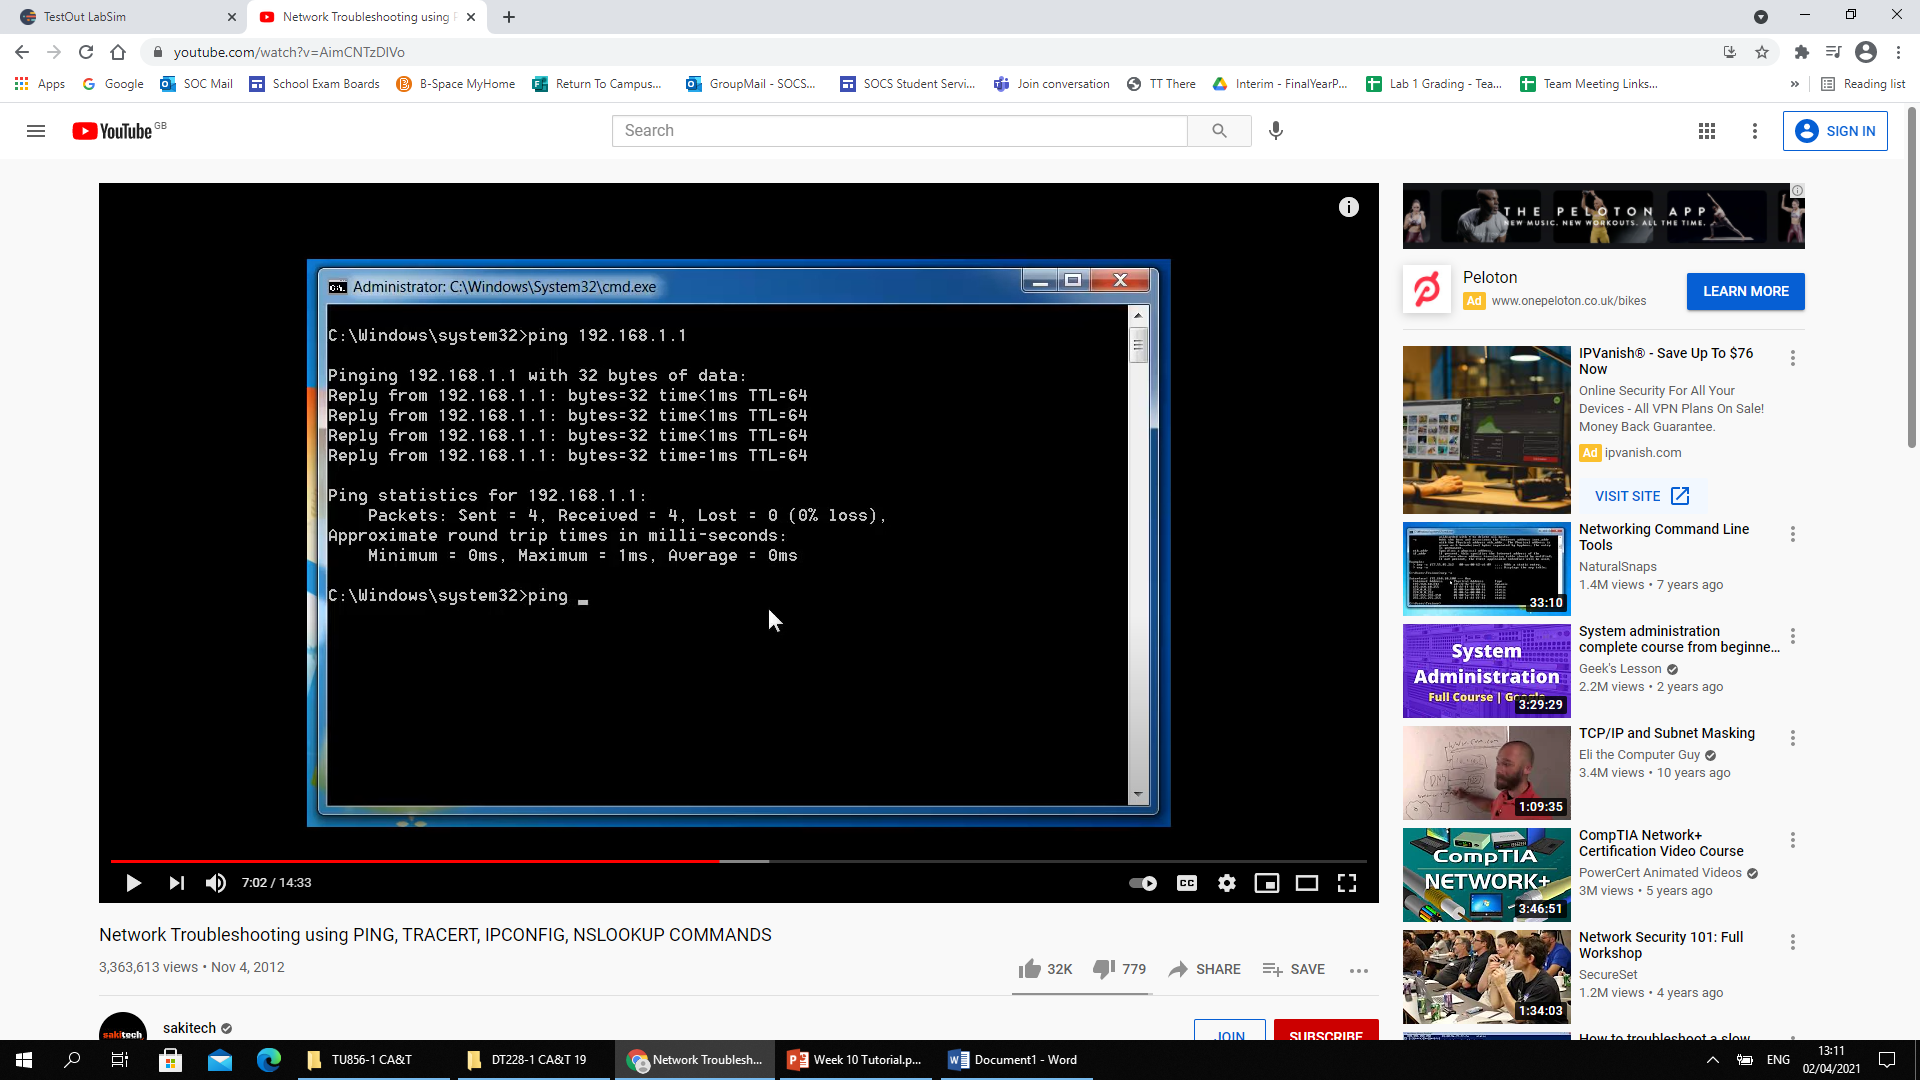 TestOut LabSim
Network Troubleshooting using P
youtube.com/watch?v=AimCNTzDIVo
Apps
Google
SOC Mail
School Exam Boards
B-Space MyHome
Return To Campus...
GroupMail - SOCS...
SOCS Student Servi...
Join conversation
TT There
Interim - FinalYearP...
Lab 1 Grading - Tea...
Team Meeting Links...
»
Reading list
YouTube GB
Search
SIGN IN
Administrator: C:\Windows\System32\cmd.exe
C:\Windows\system32>ping 192.168.1.1
Pinging 192.168.1.1 with 32 bytes of data:
Reply from 192.168.1.1: bytes=32 time<1ms TTL=64
Reply from 192.168.1.1: bytes=32 time<1ms TTL=64
Reply from 192.168.1.1: bytes=32 time<1ms TTL=64
Reply from 192.168.1.1: bytes=32 time=1ms TTL=64
Ping statistics for 192.168.1.1:
Packets: Sent = 4, Received = 4, Lost = 0 (0% loss),
Approximate round trip times in milli-seconds:
Minimum = 0ms, Maximum = 1ms, Average = 0ms
C:\Windows\system32>ping _
7:02 / 14:33
CC
Network Troubleshooting using PING, TRACERT, IPCONFIG, NSLOOKUP COMMANDS
3,363,613 views • Nov 4, 2012
32K
779
SHARE
SAVE
sakitech
sakitech
JOIN
SUBSCRIBE
THE PELOTON APP
NEW MUSIC. NEW WORKOUTS. ALL THE TIME.
Peloton
Ad www.onepeloton.co.uk/bikes
LEARN MORE
IPVanish® - Save Up To $76
Now
Online Security For All Your
Devices - All VPN Plans On Sale!
Money Back Guarantee.
Ad ipvanish.com
VISIT SITE
33:10
Networking Command Line
Tools
NaturalSnaps
1.4M views • 7 years ago
System
Administration
Full Course |
3:29:29
System administration
complete course from beginne...
Geek's Lesson
2.2M views • 2 years ago
1:09:35
TCP/IP and Subnet Masking
Eli the Computer Guy
3.4M views • 10 years ago
CompTIA
NETWORK+
3:46:51
CompTIA Network+
Certification Video Course
PowerCert Animated Videos
3M views • 5 years ago
1:34:03
Network Security 101: Full
Workshop
SecureSet
1.2M views • 4 years ago
How to troubleshoot a slow
TU856-1 CA&T
DT228-1 CA&T 19
Network Troublesh...
Week 10 Tutorial.p...
Document1 - Word
ENG
13:11
02/04/2021